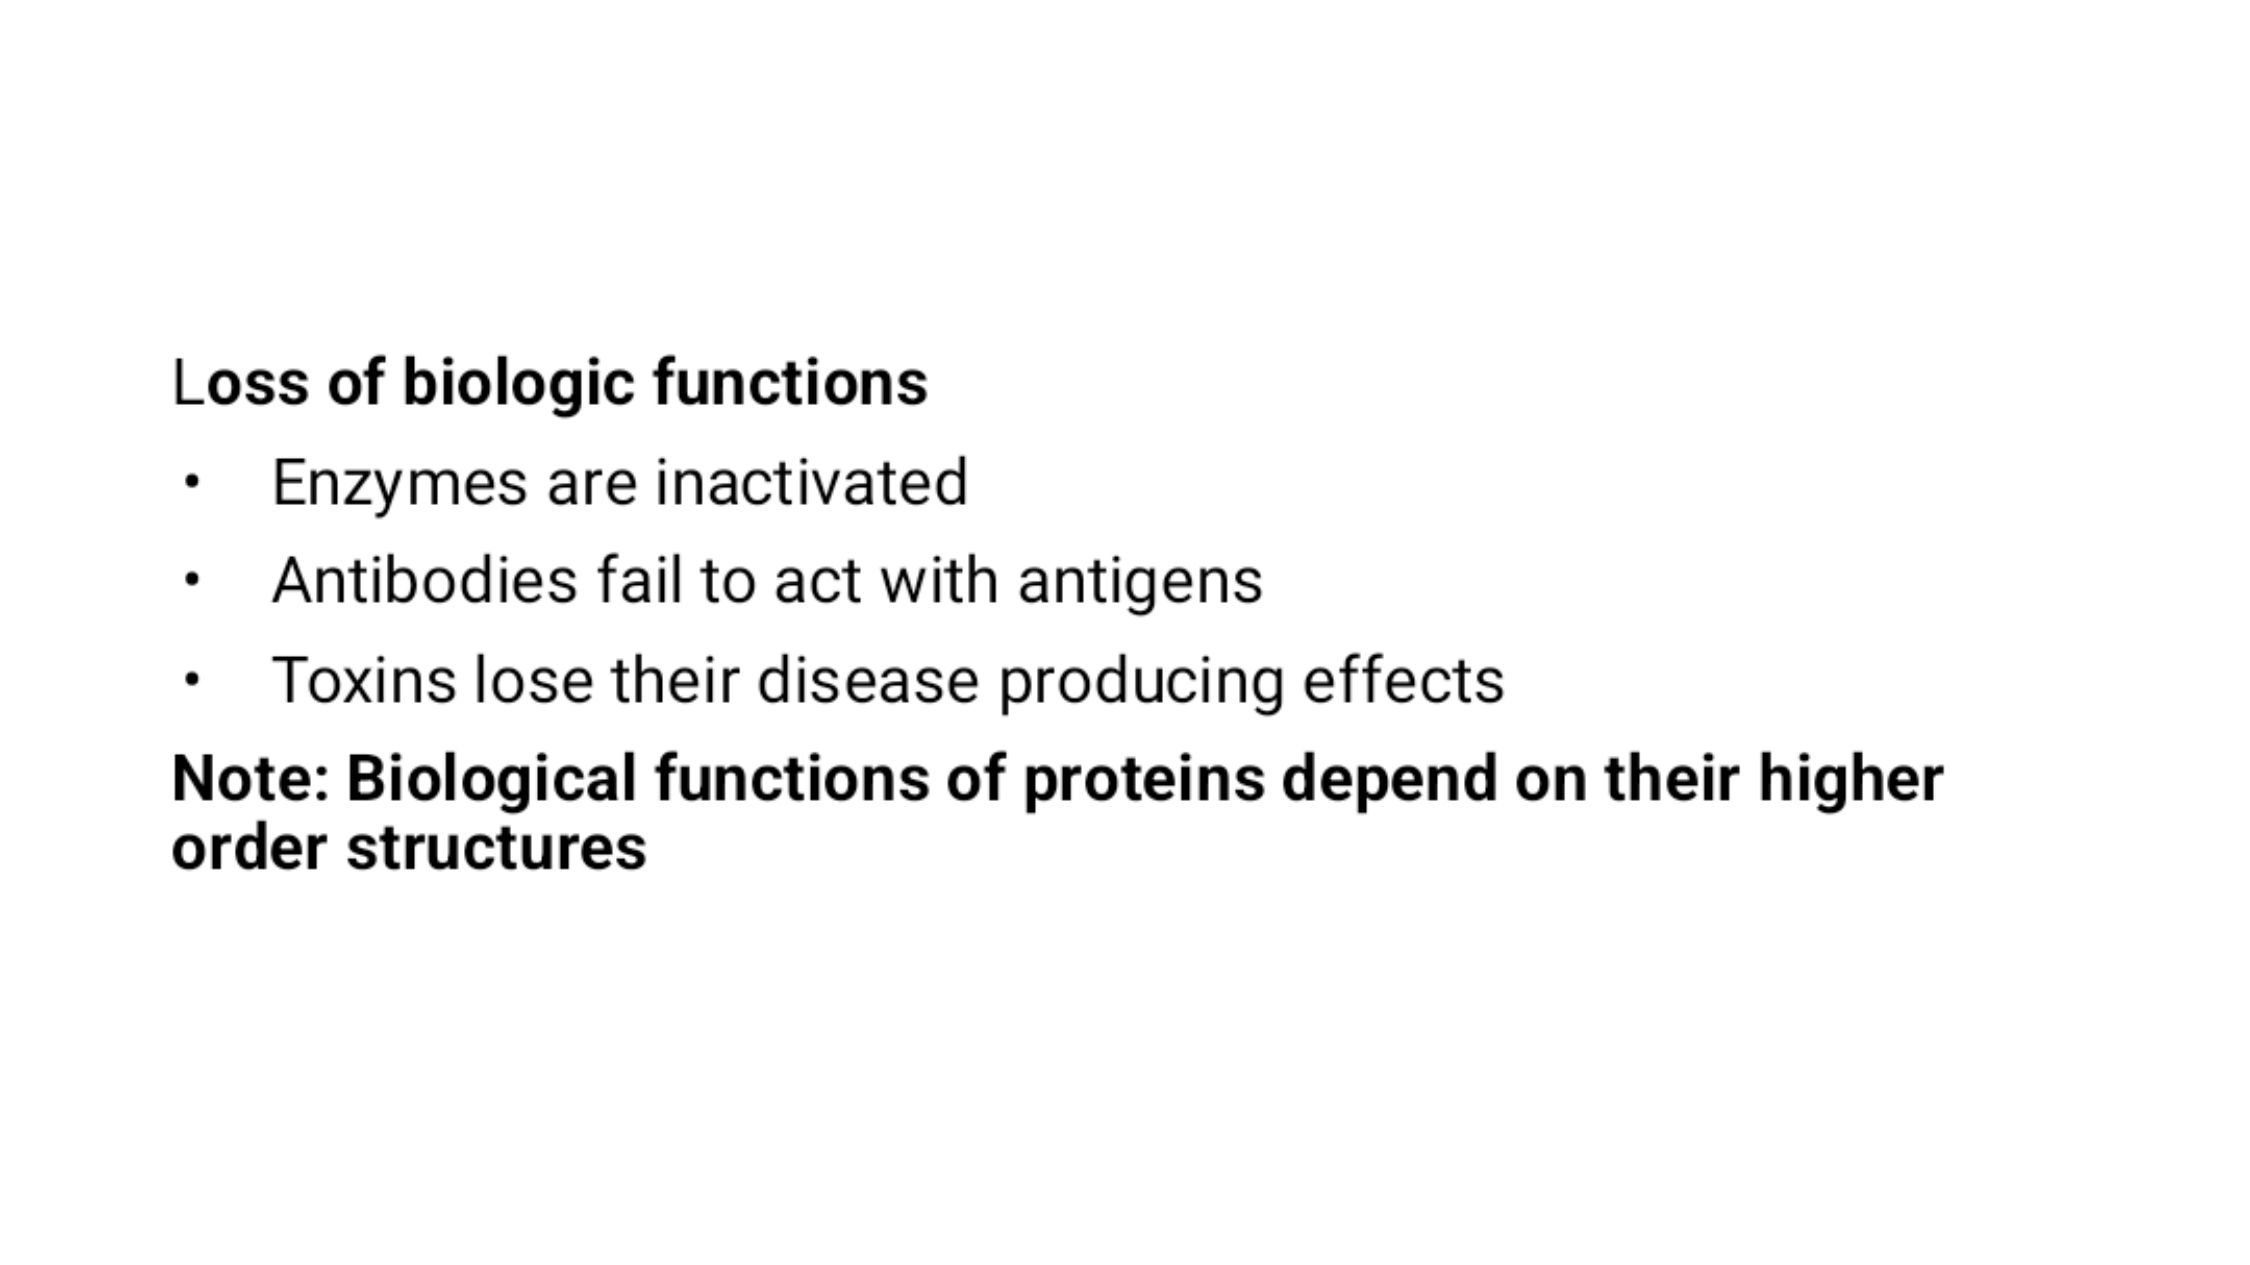 Loss of biologic functions
• Enzymes are inactivated
• Antibodies fail to act with antigens
• Toxins lose their disease producing effects
Note: Biological functions of proteins depend on their higher
order structures